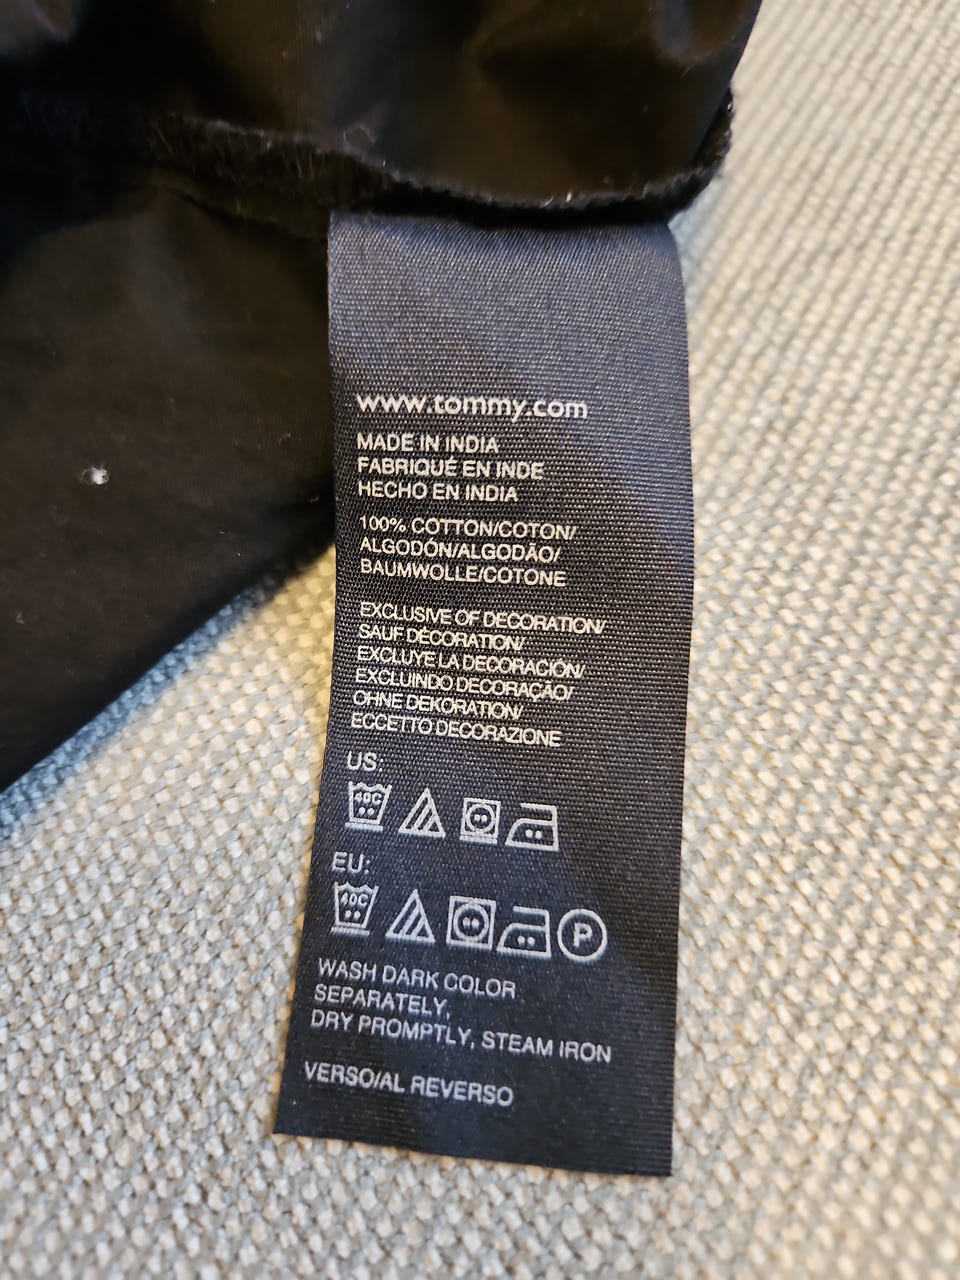 www.tommy.com
MADE IN INDIA
FABRIQUÉ EN INDE
HECHO EN INDIA
100% COTTON/COTON/
ALGODÓN/ALGODÃO/
BAUMWOLLE/COTONE
EXCLUSIVE OF DECORATION/
SAUF DÉCORATION/
EXCLUYE LA DECORACIÓN/
EXCLUINDO DECORAÇÃO/
OHNE DEKORATION/
ECCETTO DECORAZIONE
US:
40C
EU:
40C P
WASH DARK COLOR
SEPARATELY,
DRY PROMPTLY, STEAM IRON
VERSO/AL REVERSO